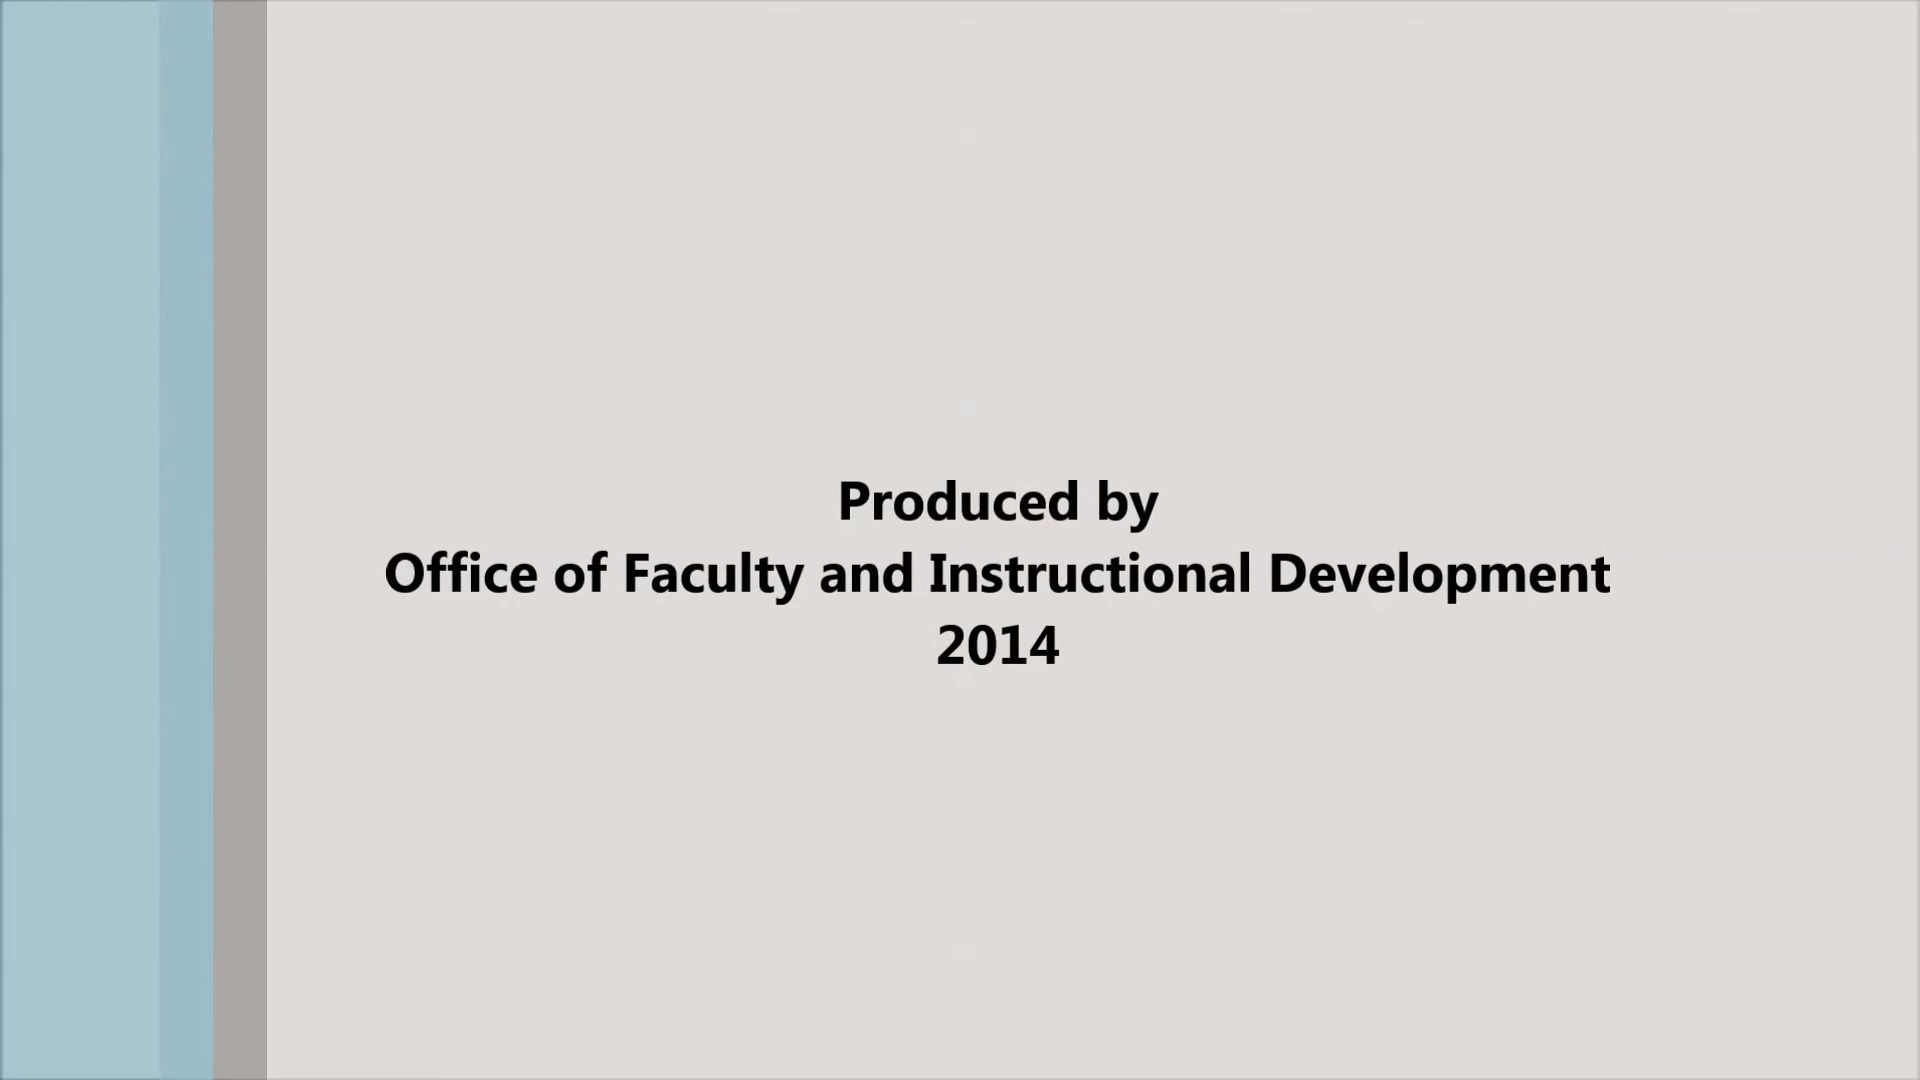 Produced by
Office of Faculty and Instructional Development
2014